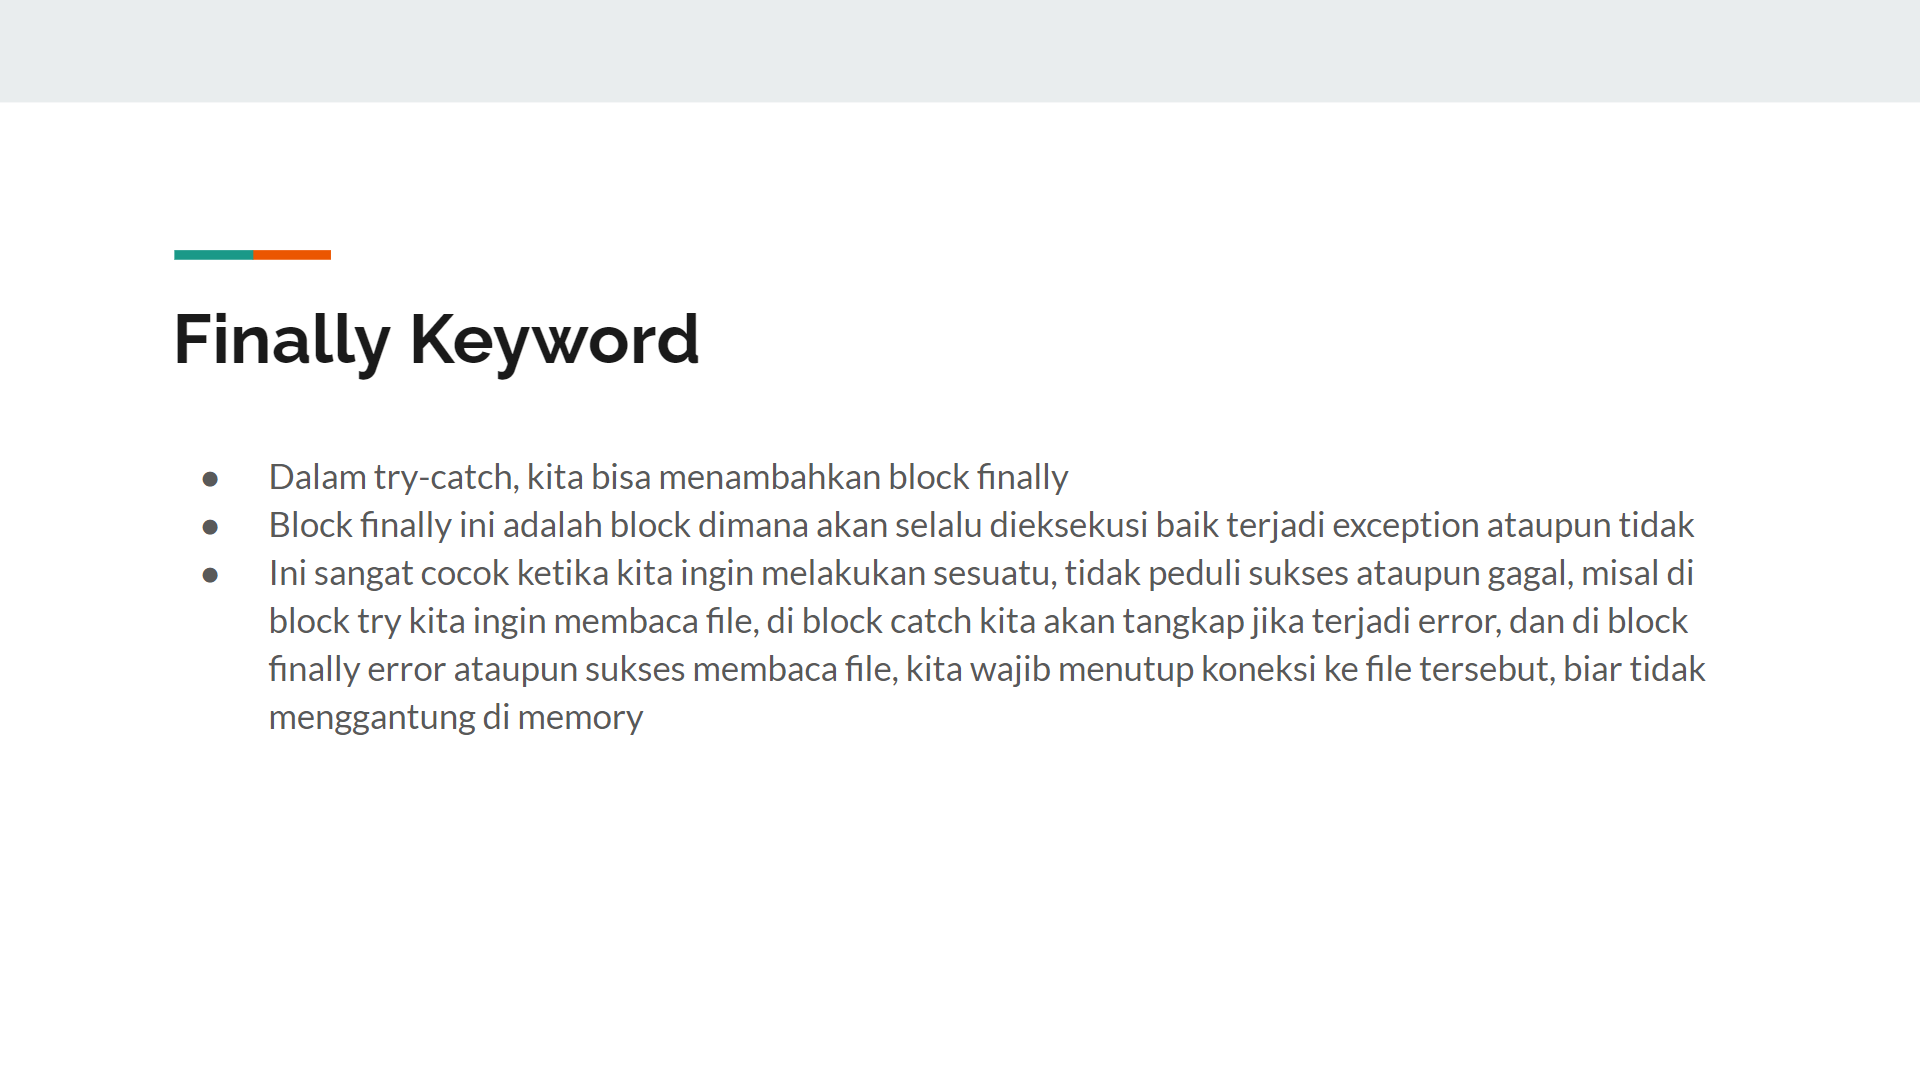 Finally Keyword
● Dalam try-catch, kita bisa menambahkan block finally
● Block finally ini adalah block dimana akan selalu dieksekusi baik terjadi exception ataupun tidak
● Ini sangat cocok ketika kita ingin melakukan sesuatu, tidak peduli sukses ataupun gagal, misal di
block try kita ingin membaca file, di block catch kita akan tangkap jika terjadi error, dan di block
finally error ataupun sukses membaca file, kita wajib menutup koneksi ke file tersebut, biar tidak
menggantung di memory